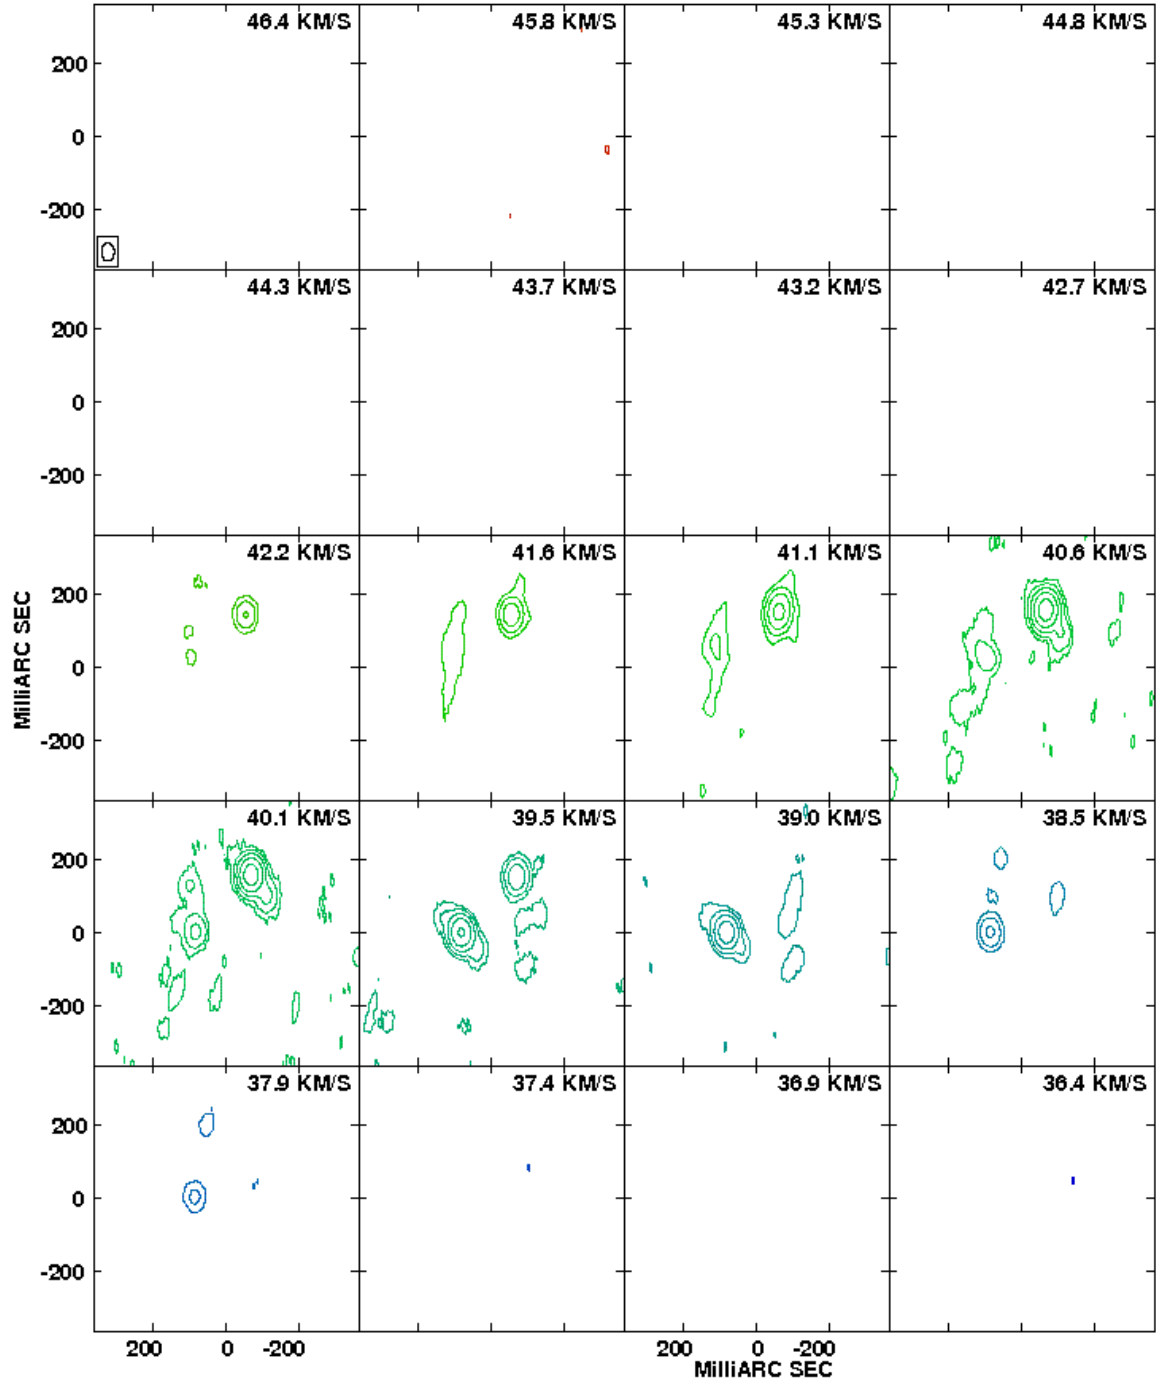 46.4 KM/S 45.8 KM/S 45.3 KM/S 44.8 KM/S
200
0
-200
44.3 KM/S 43.7 KM/S 43.2 KM/S 42.7 KM/S
200
0
-200
42.2 KM/S 41.6 KM/S 41.1 KM/S 40.6 KM/S
200
0
-200
MilliARC SEC
40.1 KM/S 39.5 KM/S 39.0 KM/S 38.5 KM/S
200
0
-200
37.9 KM/S 37.4 KM/S 36.9 KM/S 36.4 KM/S
200
0
-200
200 0 -200 200 0 -200
MilliARC SEC